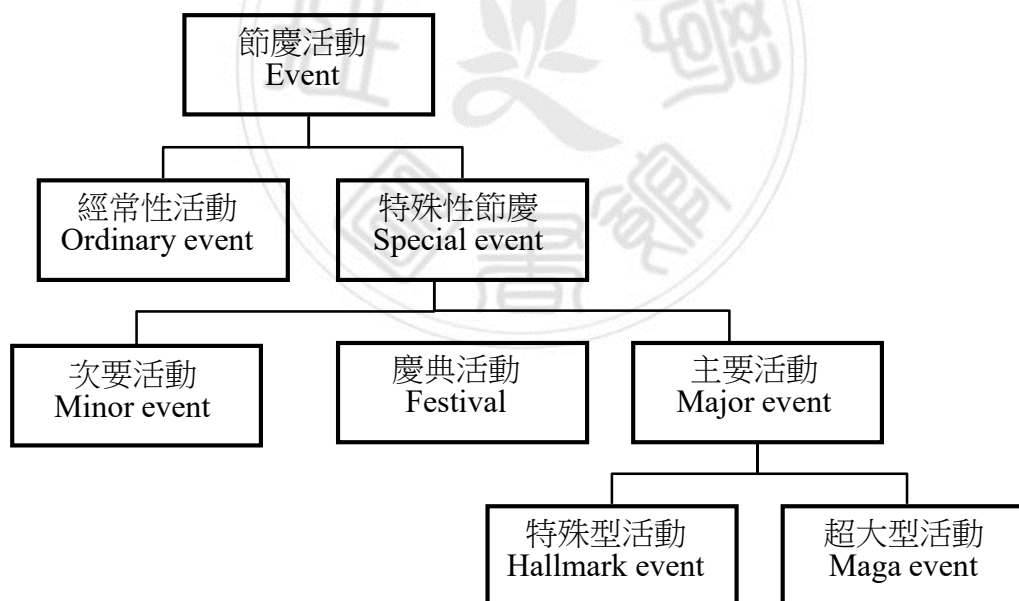 節慶活動
Event
經常性活動
Ordinary event
特殊性節慶
Special event
次要活動
Minor event
慶典活動
Festival
主要活動
Major event
特殊型活動
Hallmark event
超大型活動
Maga event